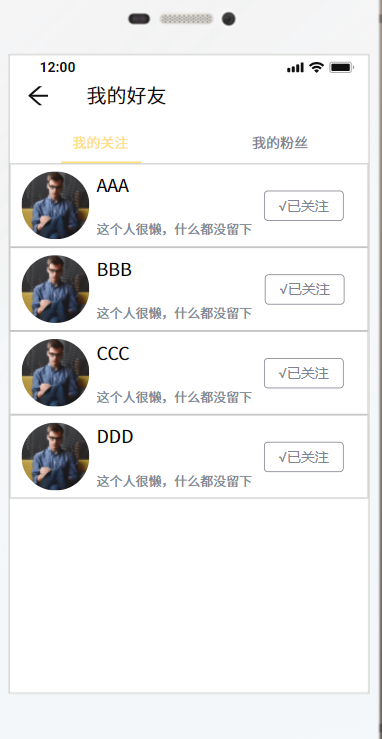 12:00
我的好友
我的关注 我的粉丝
AAA
这个人很懒，什么都没留下
√已关注
BBB
这个人很懒，什么都没留下
√已关注
CCC
这个人很懒，什么都没留下
√已关注
DDD
这个人很懒，什么都没留下
√已关注